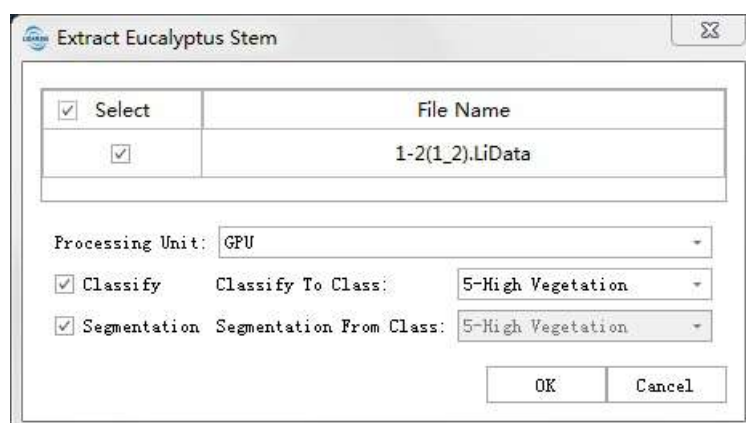 Extract Eucalyptus Stem
Select File Name
1-2(1_2).LiData
Processing Unit: GPU
Classify Classify To Class: 5-High Vegetation
Segmentation Segmentation From Class: 5-High Vegetation
OK Cancel